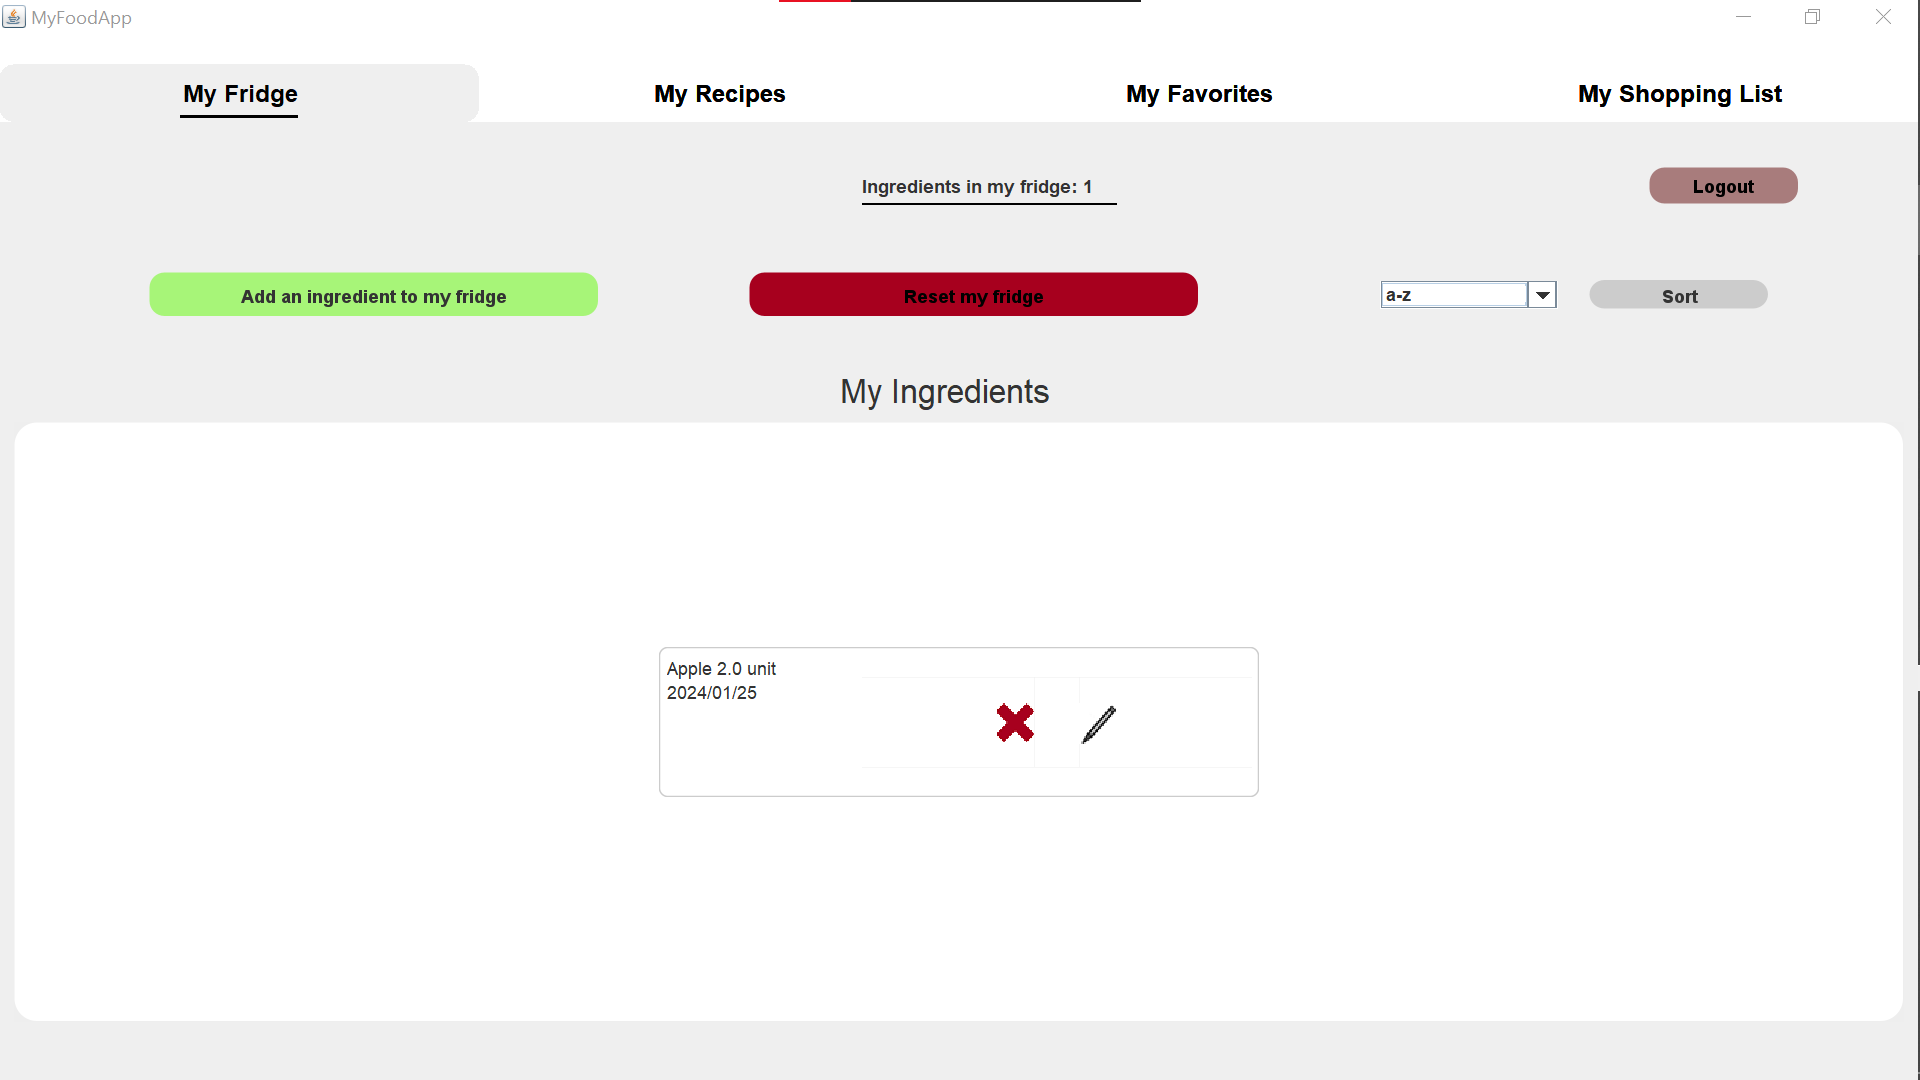 MyFoodApp
My Fridge
My Recipes
My Favorites
My Shopping List
Ingredients in my fridge: 1
Logout
Add an ingredient to my fridge
Reset my fridge
a-z
Sort
My Ingredients
Apple 2.0 unit
2024/01/25